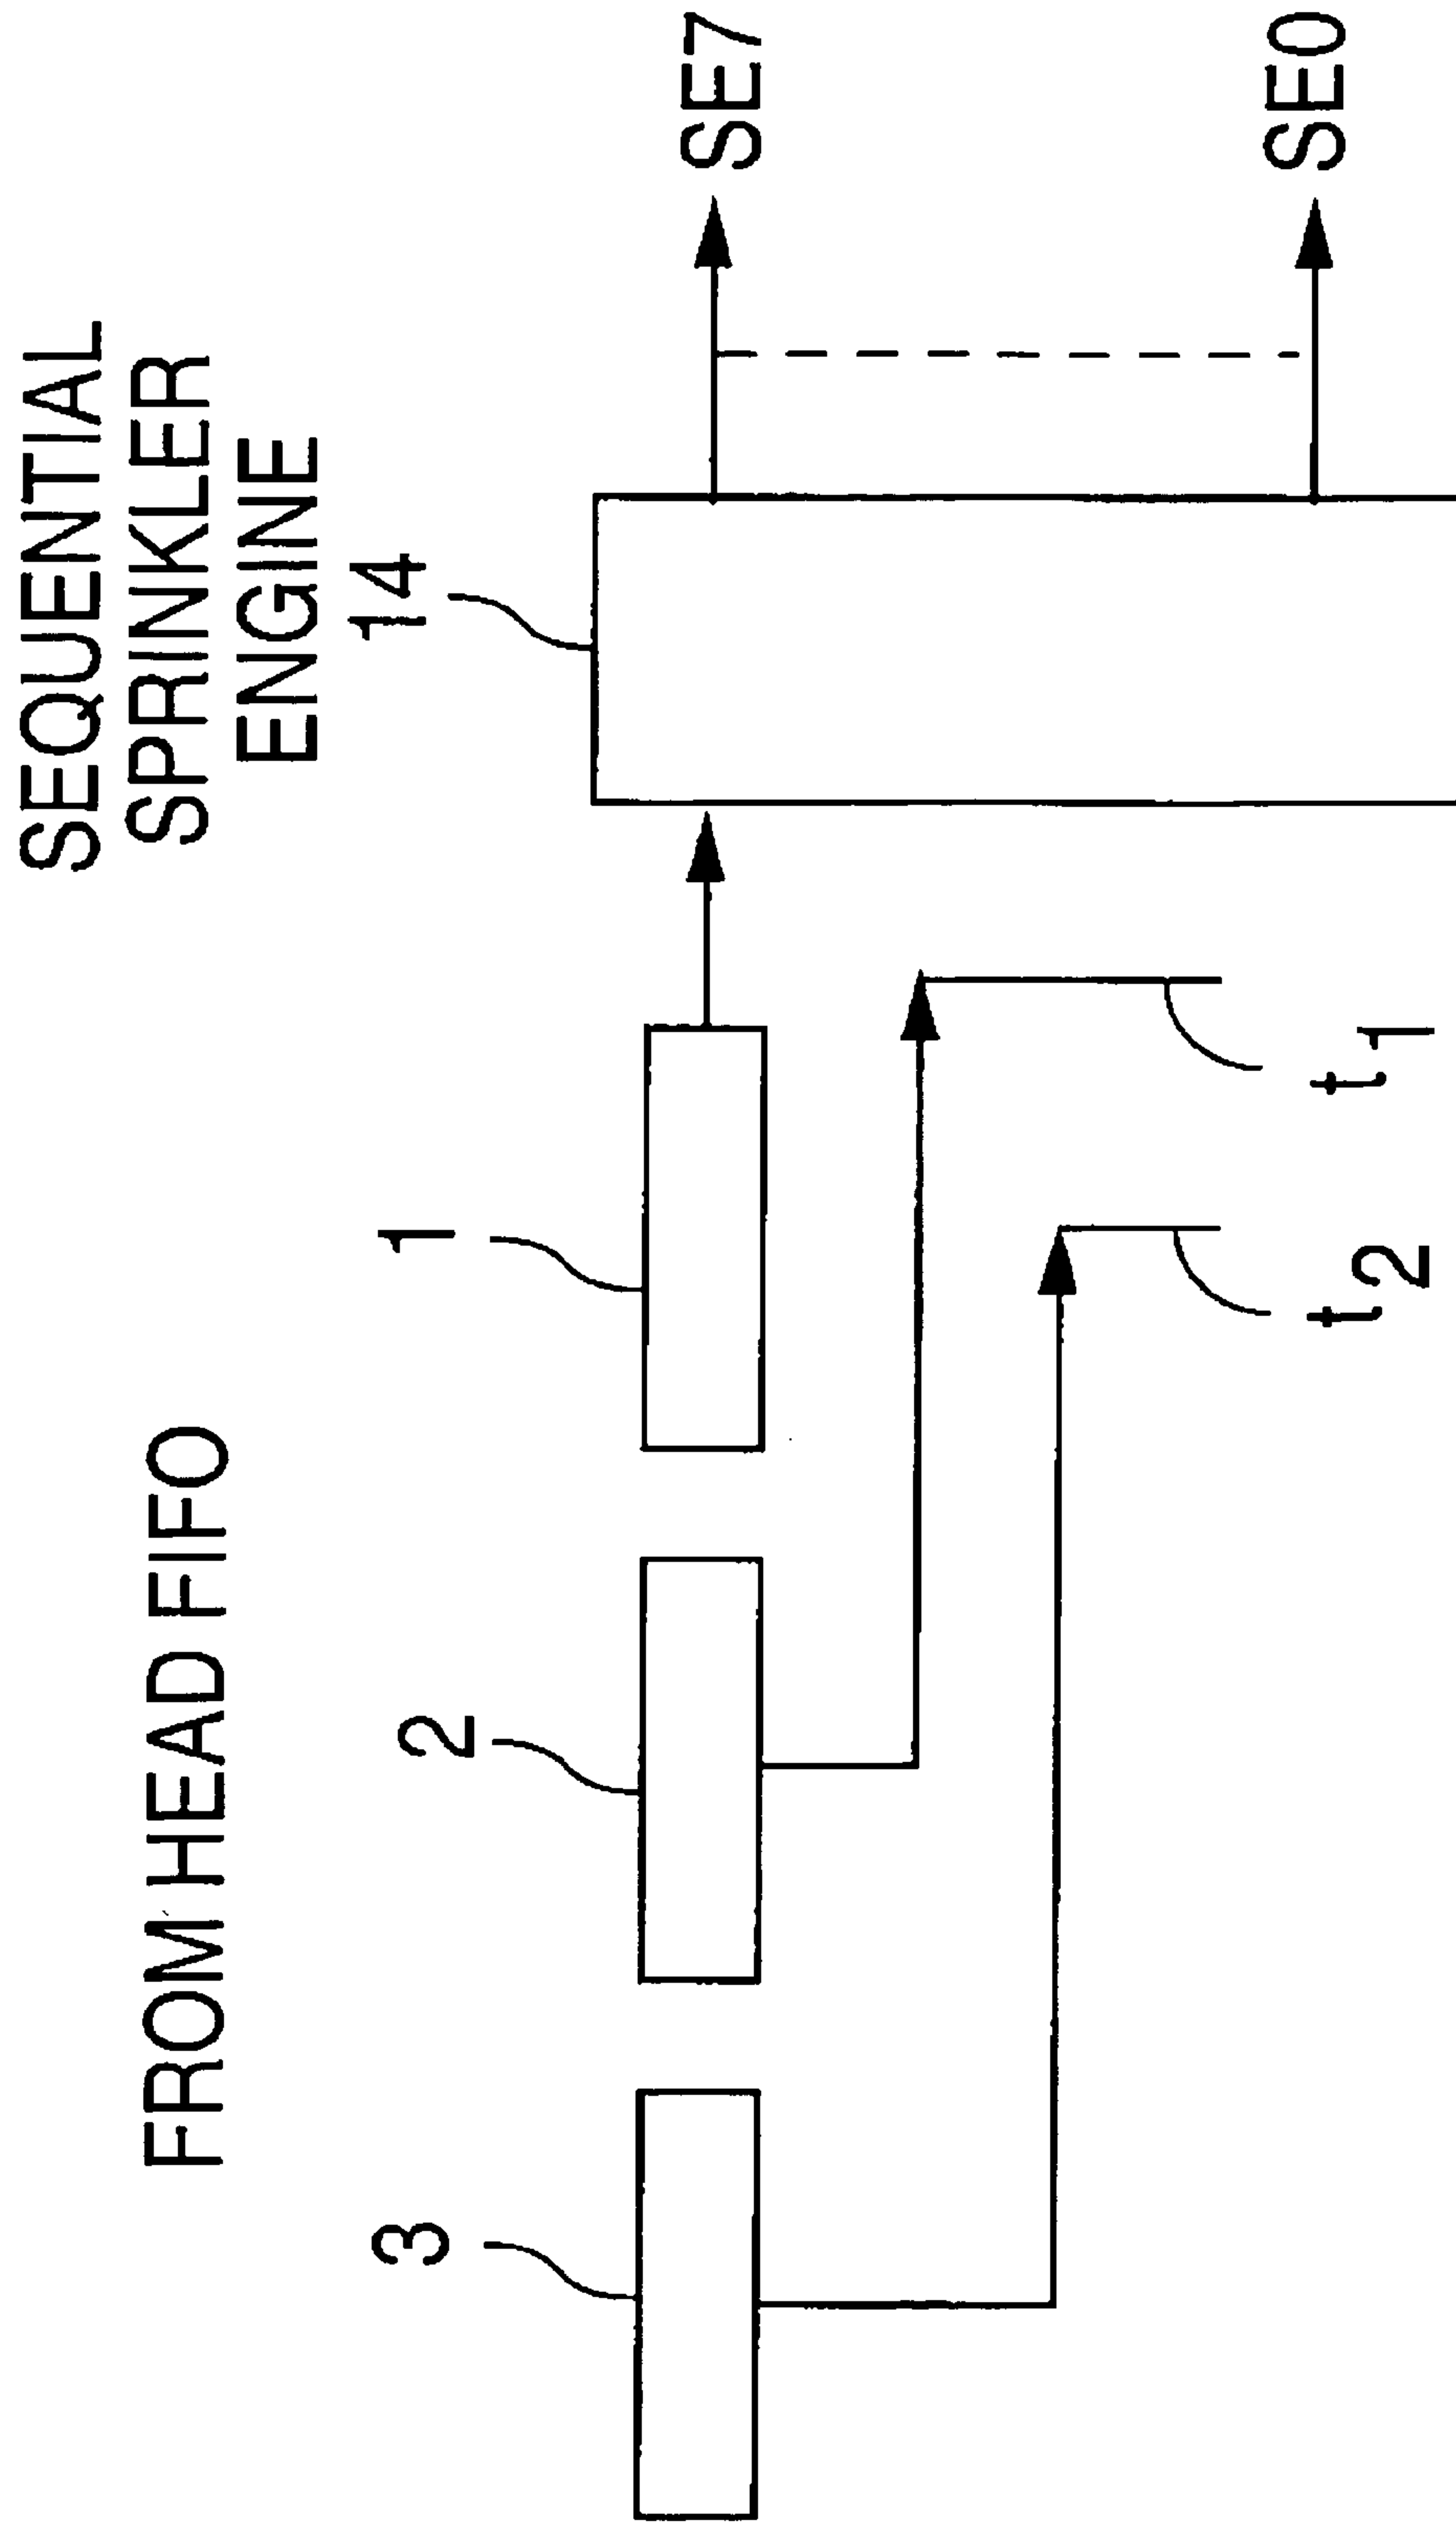 SEQUENTIAL
SPRINKLER
ENGINE
14
FROM HEAD FIFO
3
2
1
SE7
SE0
t1
t2